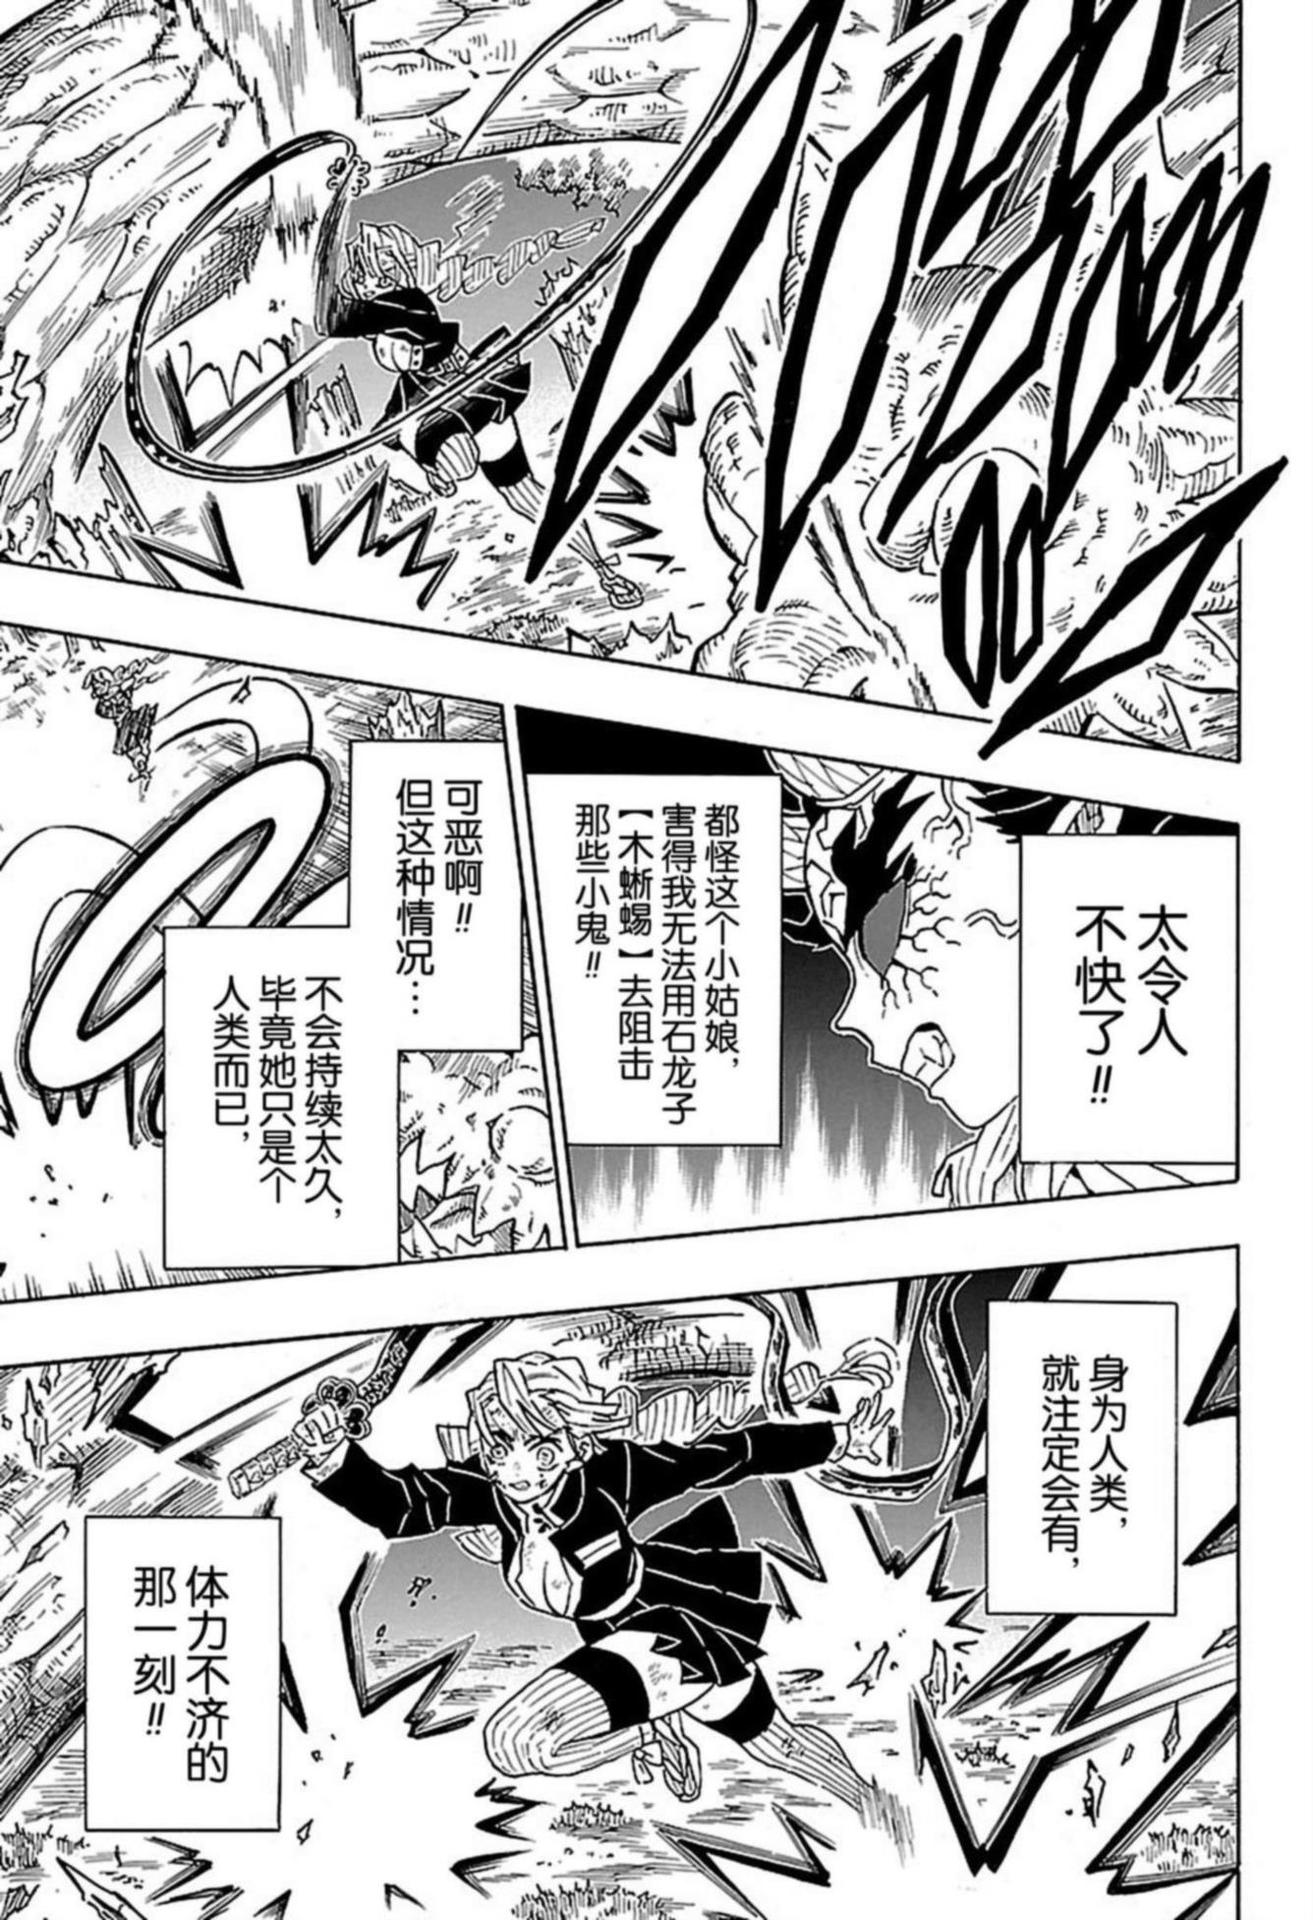 太令人
不快了!!
都怪这个小姑娘，
害得我无法用石龙子
【木蜥蜴】去阻击
那些小鬼!!
可恶啊!!
但这种情况…
不会持续太久，
毕竟她只是个
人类而已，
身为人类，
就注定会有，
体力不济的
那一刻!!